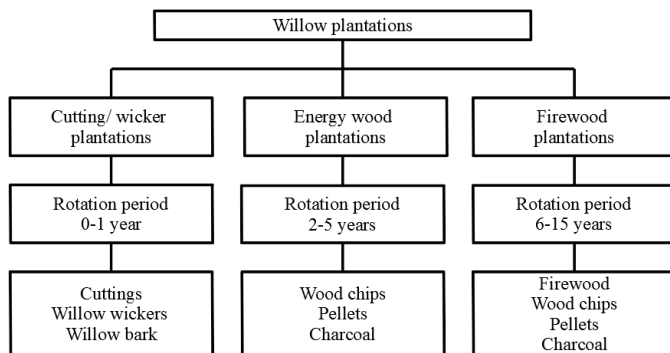 Willow plantations
Cutting/ wicker
plantations
Energy wood
plantations
Firewood
plantations
Rotation period
0-1 year
Rotation period
2-5 years
Rotation period
6-15 years
Cuttings
Willow wickers
Willow bark
Wood chips
Pellets
Charcoal
Firewood
Wood chips
Pellets
Charcoal